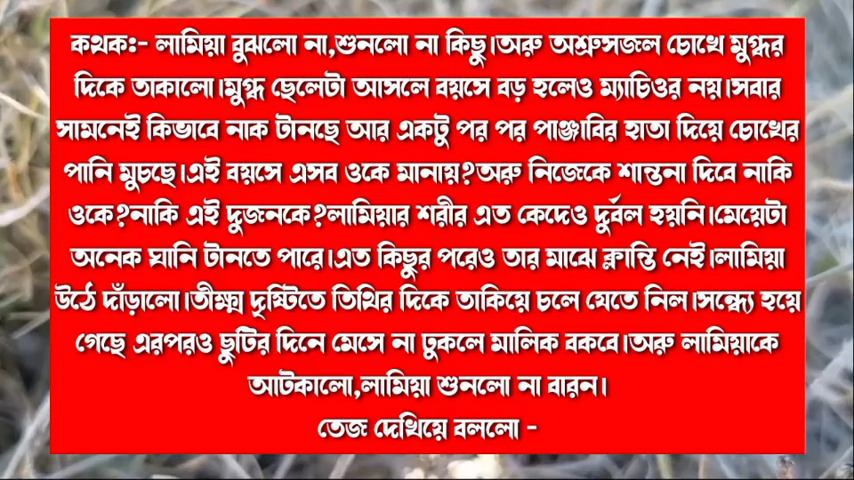 কথক:- লামিয়া বুঝলো না,শুনলো না কিছু।অরু অশ্রুসজল চোখে মুগ্ধর
দিকে তাকালো।মুগ্ধ ছেলেটা আসলে বয়সে বড় হলেও ম্যাচিওর নয়।সবার
সামনেই কিভাবে নাক টানছে আর একটু পর পর পাঞ্জাবির হাতা দিয়ে চোখের
পানি মুচছে।এই বয়সে এসব ওকে মানায়?অরু নিজেকে শান্তনা দিবে নাকি
ওকে?নাকি এই দুজনকে?লামিয়ার শরীর এত কেদেও দুর্বল হয়নি।মেয়েটা
অনেক ঘানি টানতে পারে।এত কিছুর পরেও তার মাঝে ক্লান্তি নেই।লামিয়া
উঠে দাঁড়ালো।তীক্ষ্ম দৃষ্টিতে তিথির দিকে তাকিয়ে চলে যেতে নিল।সন্ধ্যে হয়ে
গেছে এরপরও ছুটির দিনে মেসে না ঢুকলে মালিক বকবে।অরু লামিয়াকে
আটকালো,লামিয়া শুনলো না বারন।
তেজ দেখিয়ে বললো -